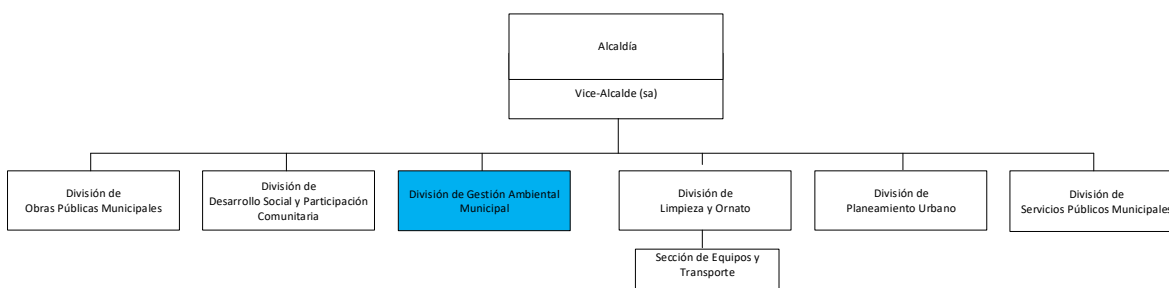 Alcaldía
Vice-Alcalde (sa)
División de
Obras Públicas Municipales
División de
Desarrollo Social y Participación
Comunitaria
División de Gestión Ambiental
Municipal
División de
Limpieza y Ornato
División de
Planeamiento Urbano
División de
Servicios Públicos Municipales
Sección de Equipos y
Transporte